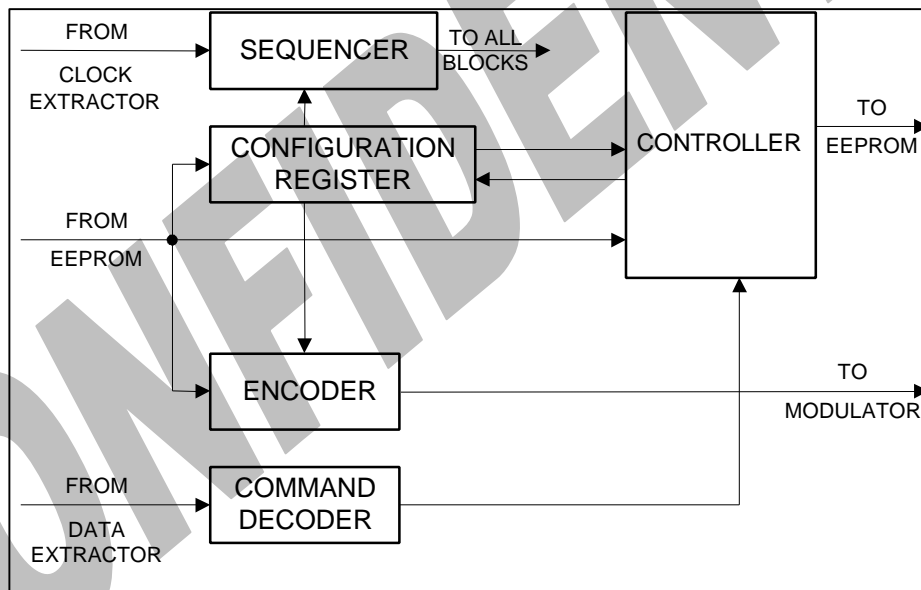 FROM
CLOCK
EXTRACTOR
SEQUENCER
TO ALL
BLOCKS
CONFIGURATION
REGISTER
CONTROLLER
TO
EEPROM
FROM
EEPROM
ENCODER
TO
MODULATOR
FROM
DATA
EXTRACTOR
COMMAND
DECODER
ONFIDEN